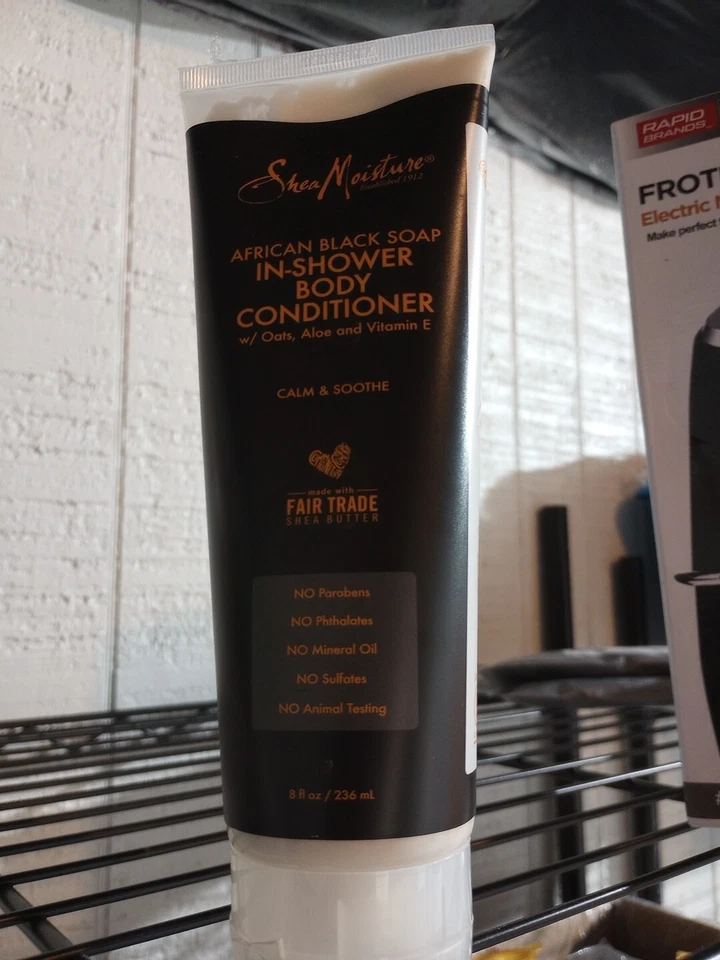 Shea Moisture®
Established 1912
AFRICAN BLACK SOAP
IN-SHOWER
BODY
CONDITIONER
w/ Oats, Aloe and Vitamin E
CALM & SOOTHE
made with
FAIR TRADE
SHEA BUTTER
NO Parabens
NO Phthalates
NO Mineral Oil
NO Sulfates
NO Animal Testing
8 fl oz / 236 mL
RAPID
BRANDS
FROT
Electric
Make perfect